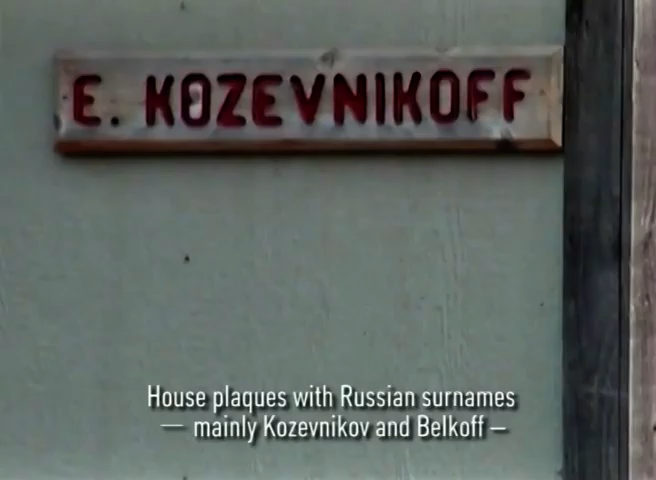 E. KOZEVNIKOFF
House plaques with Russian surnames
— mainly Kozevnikov and Belkoff –